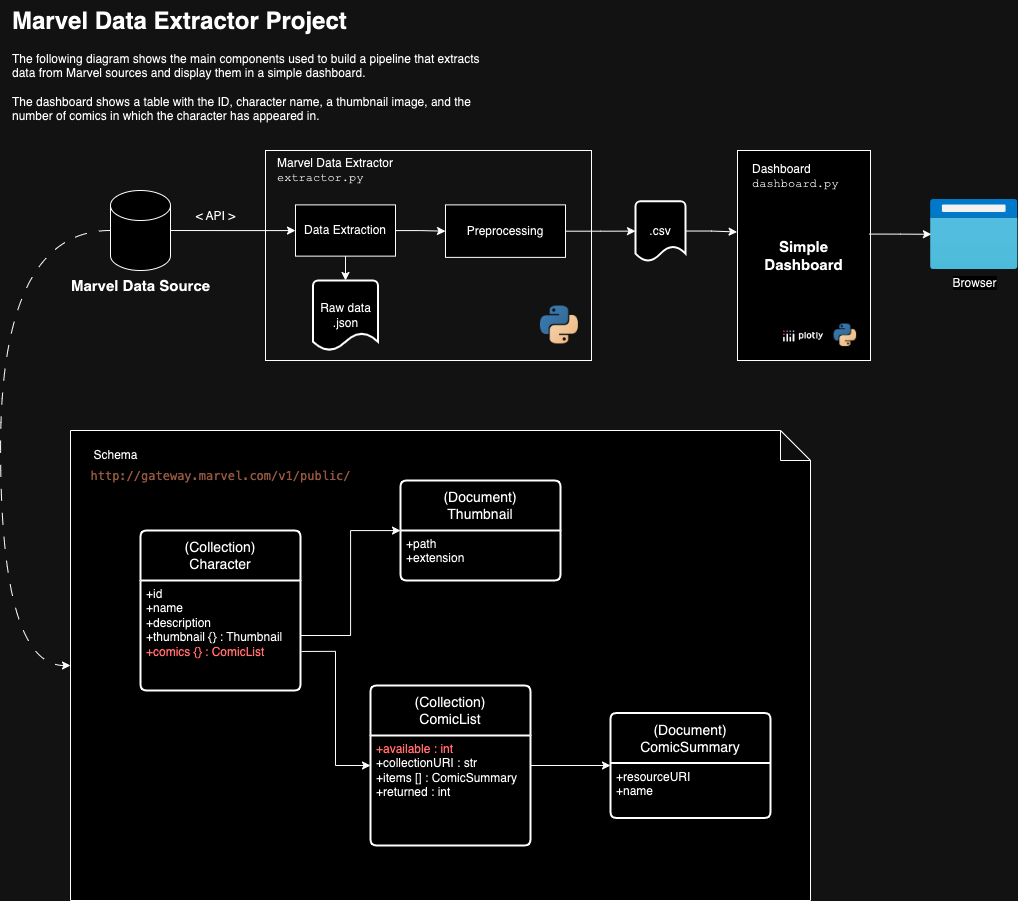 Marvel Data Extractor Project
The following diagram shows the main components used to build a pipeline that extracts
data from Marvel sources and display them in a simple dashboard.
The dashboard shows a table with the ID, character name, a thumbnail image, and the
number of comics in which the character has appeared in.
Marvel Data Extractor
extractor.py
< API >
Data Extraction
Preprocessing
Raw data
.json
Marvel Data Source
.csv
Dashboard
dashboard.py
Simple
Dashboard
plotly
Browser
Schema
http://gateway.marvel.com/v1/public/
(Collection)
Character
+id
+name
+description
+thumbnail {} : Thumbnail
+comics {} : ComicList
(Document)
Thumbnail
+path
+extension
(Collection)
ComicList
+available : int
+collectionURI : str
+items [] : ComicSummary
+returned : int
(Document)
ComicSummary
+resourceURI
+name